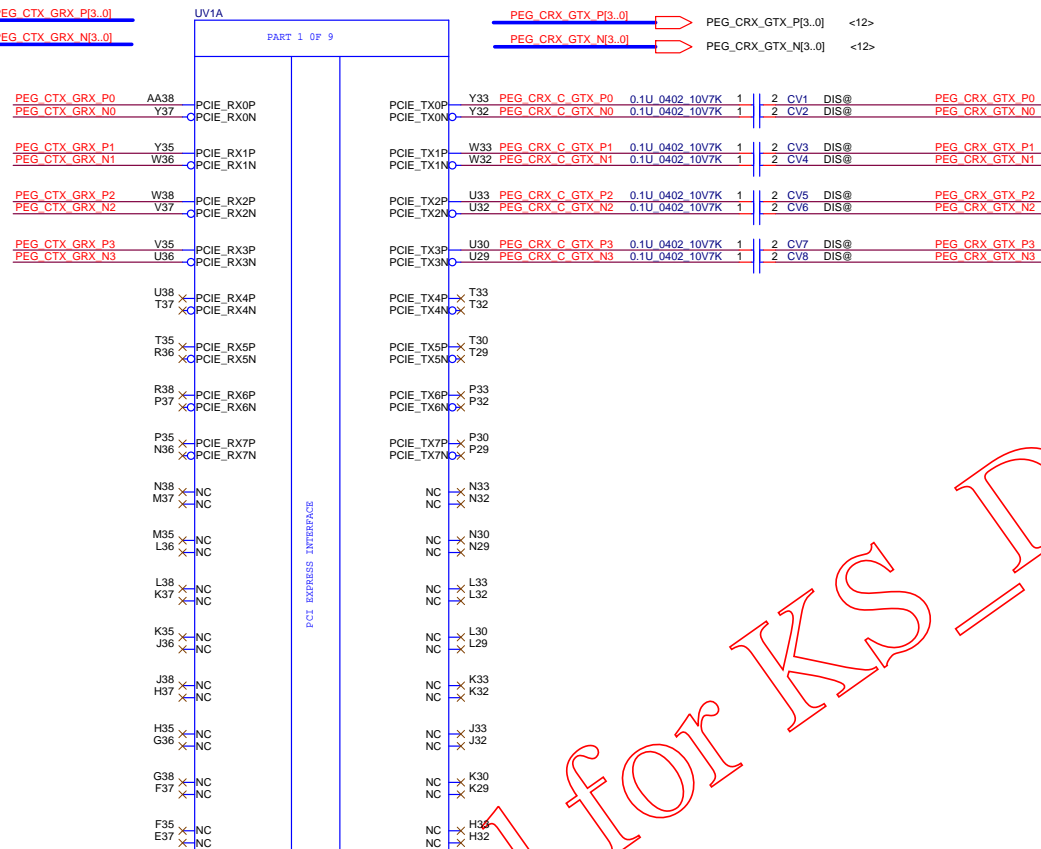 PEG_CTX_GRX_P[3..0] UV1A PEG_CRX_GTX_P[3..0] PEG_CRX_GTX_P[3..0] <12>
PEG_CTX_GRX_N[3..0] PART 1 OF 9 PEG_CRX_GTX_N[3..0] PEG_CRX_GTX_N[3..0] <12>
PEG_CTX_GRX_P0 AA38 PCIE_RX0P PCIE_TX0P Y33 PEG_CRX_C_GTX_P0 0.1U_0402_10V7K 1 2 CV1 DIS@ PEG_CRX_GTX_P0
PEG_CTX_GRX_N0 Y37 PCIE_RX0N PCIE_TX0N Y32 PEG_CRX_C_GTX_N0 0.1U_0402_10V7K 1 2 CV2 DIS@ PEG_CRX_GTX_N0
PEG_CTX_GRX_P1 Y35 PCIE_RX1P PCIE_TX1P W33 PEG_CRX_C_GTX_P1 0.1U_0402_10V7K 1 2 CV3 DIS@ PEG_CRX_GTX_P1
PEG_CTX_GRX_N1 W36 PCIE_RX1N PCIE_TX1N W32 PEG_CRX_C_GTX_N1 0.1U_0402_10V7K 1 2 CV4 DIS@ PEG_CRX_GTX_N1
PEG_CTX_GRX_P2 W38 PCIE_RX2P PCIE_TX2P U33 PEG_CRX_C_GTX_P2 0.1U_0402_10V7K 1 2 CV5 DIS@ PEG_CRX_GTX_P2
PEG_CTX_GRX_N2 V37 PCIE_RX2N PCIE_TX2N U32 PEG_CRX_C_GTX_N2 0.1U_0402_10V7K 1 2 CV6 DIS@ PEG_CRX_GTX_N2
PEG_CTX_GRX_P3 V35 PCIE_RX3P PCIE_TX3P U30 PEG_CRX_C_GTX_P3 0.1U_0402_10V7K 1 2 CV7 DIS@ PEG_CRX_GTX_P3
PEG_CTX_GRX_N3 U36 PCIE_RX3N PCIE_TX3N U29 PEG_CRX_C_GTX_N3 0.1U_0402_10V7K 1 2 CV8 DIS@ PEG_CRX_GTX_N3
U38 PCIE_RX4P PCIE_TX4P T33
T37 PCIE_RX4N PCIE_TX4N T32
T35 PCIE_RX5P PCIE_TX5P T30
R36 PCIE_RX5N PCIE_TX5N T29
R38 PCIE_RX6P PCIE_TX6P P33
P37 PCIE_RX6N PCIE_TX6N P32
P35 PCIE_RX7P PCIE_TX7P P30
N36 PCIE_RX7N PCIE_TX7N P29
N38 NC NC N33
M37 NC NC N32
M35 NC NC N30
L36 NC NC N29
L38 NC NC L33
K37 NC NC L32
K35 NC NC L30
J36 NC NC L29
J38 NC NC K33
H37 NC NC K32
H35 NC NC J33
G36 NC NC J32
G38 NC NC K30
F37 NC NC K29
F35 NC NC H33
E37 NC NC H32
PCI EXPRESS INTERFACE
for KS_D